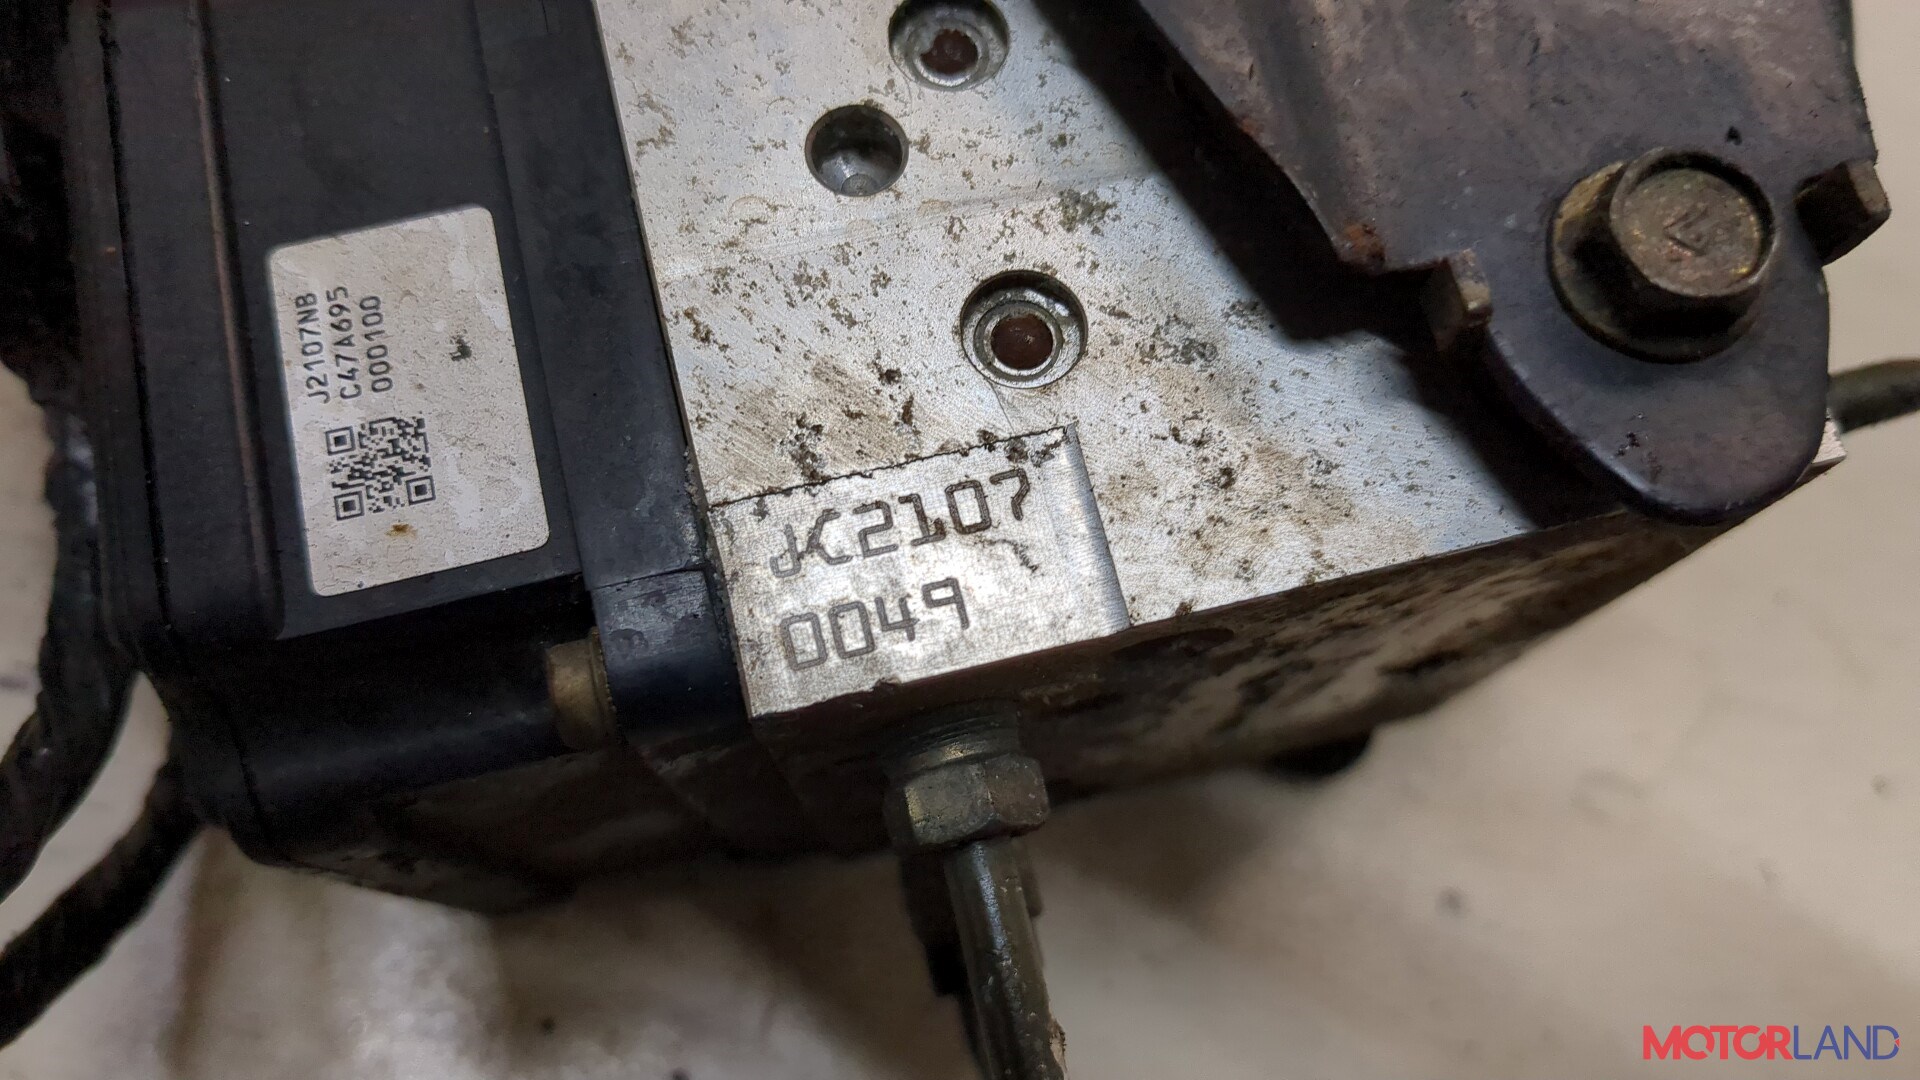 J2107NB
C47A695
000100
JK2107
0049
MOTORLAND